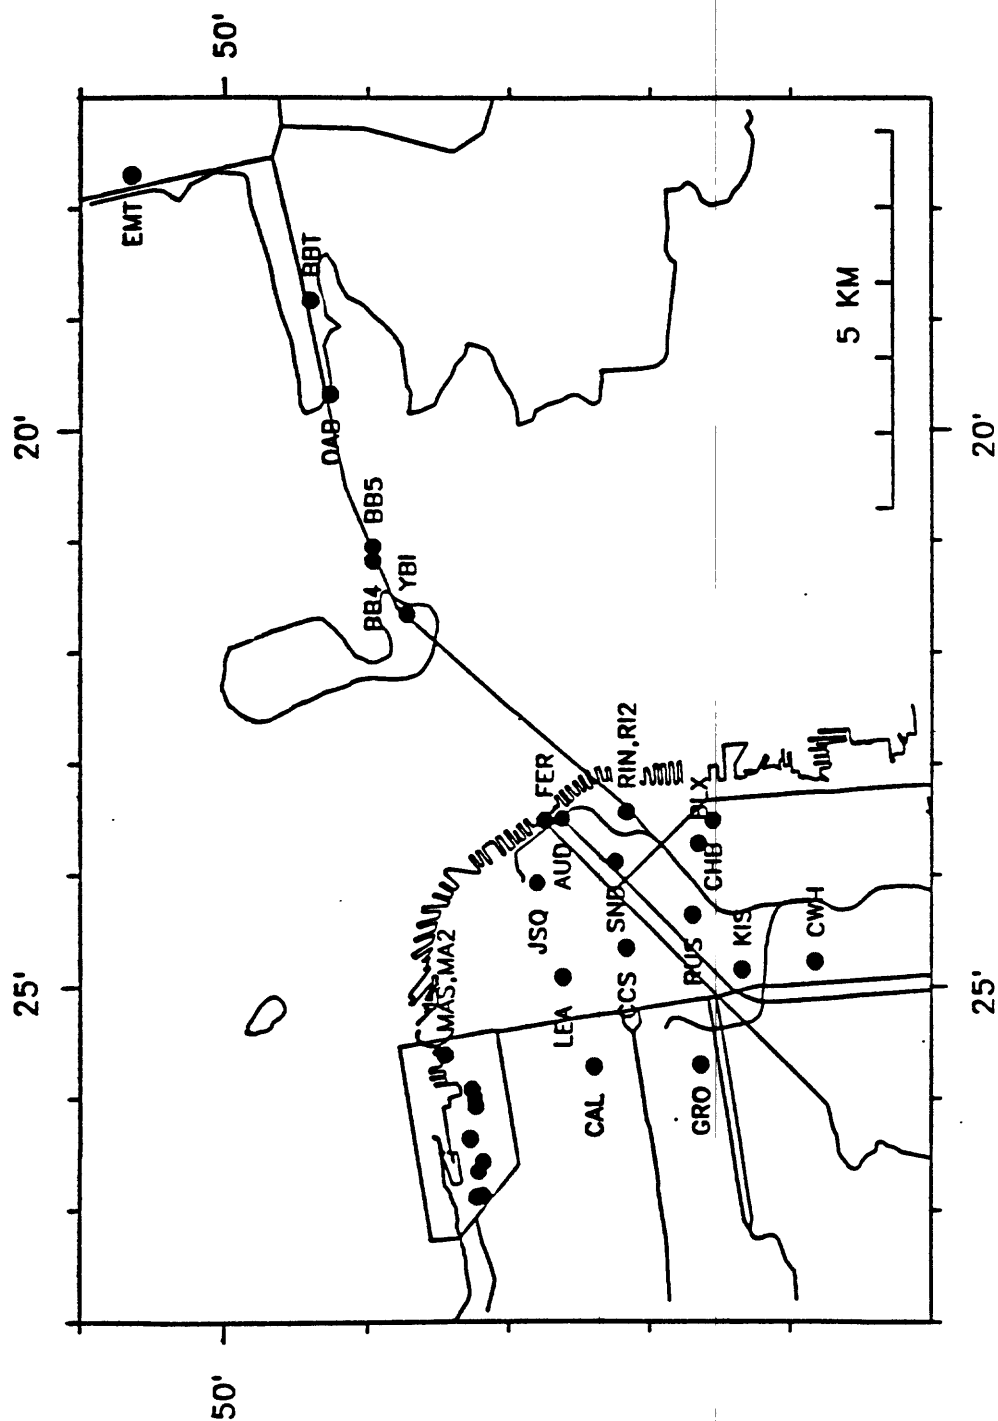 25'
20'
50'
50'
EMT
BBT
OAB
BB5
BB4
YBI
FER
RIN,RI2
MAS,MA2
JSQ
AUD
BLX
SNB
CHB
LEA
CCS
RUS
KIS
CWH
CAL
GRO
5 KM
25'
20'